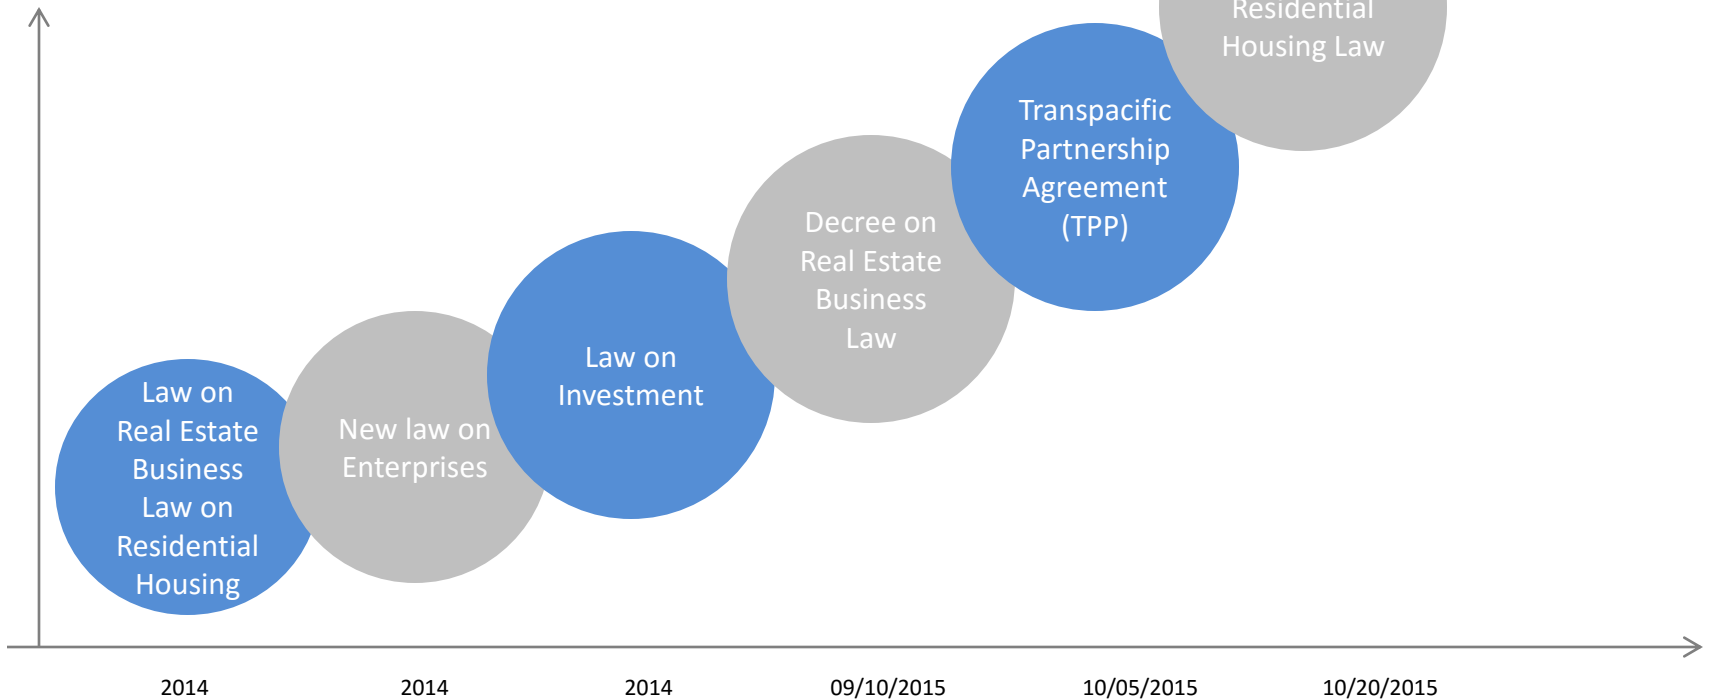 Law on
Real Estate
Business
Law on
Residential
Housing
New law on
Enterprises
Law on
Investment
Decree on
Real Estate
Business
Law
Transpacific
Partnership
Agreement
(TPP)
Residential
Housing Law
2014
2014
2014
09/10/2015
10/05/2015
10/20/2015